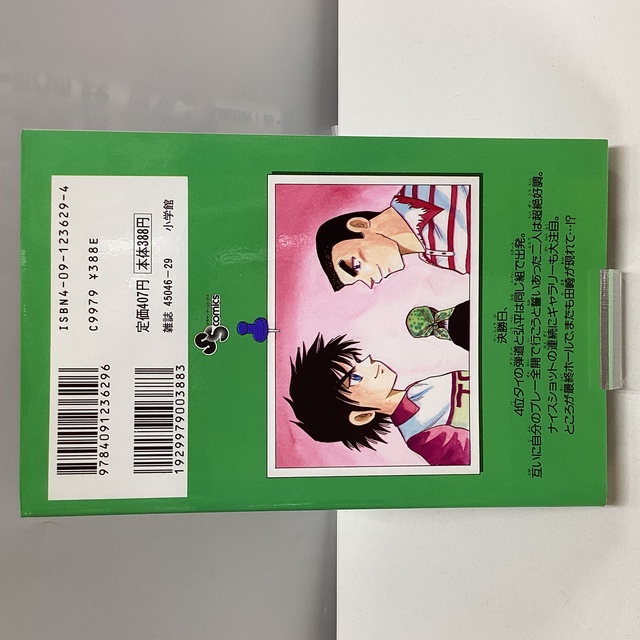 決勝日、
4位タイの弾道と弘平は同じ組で出発。
互いに自分のプレー全開で行こうと誓いあった二人は超絶好調。
ナイスショットの連続にギャラリーも大注目。
ところが最終ホールで、またも田崎が現れて…!?
comics
ISBN4-09-123629-4
C9979 ¥388E
定価407円 本体388円
雑誌 45046-29 小学館
9784091236296
1929979003883